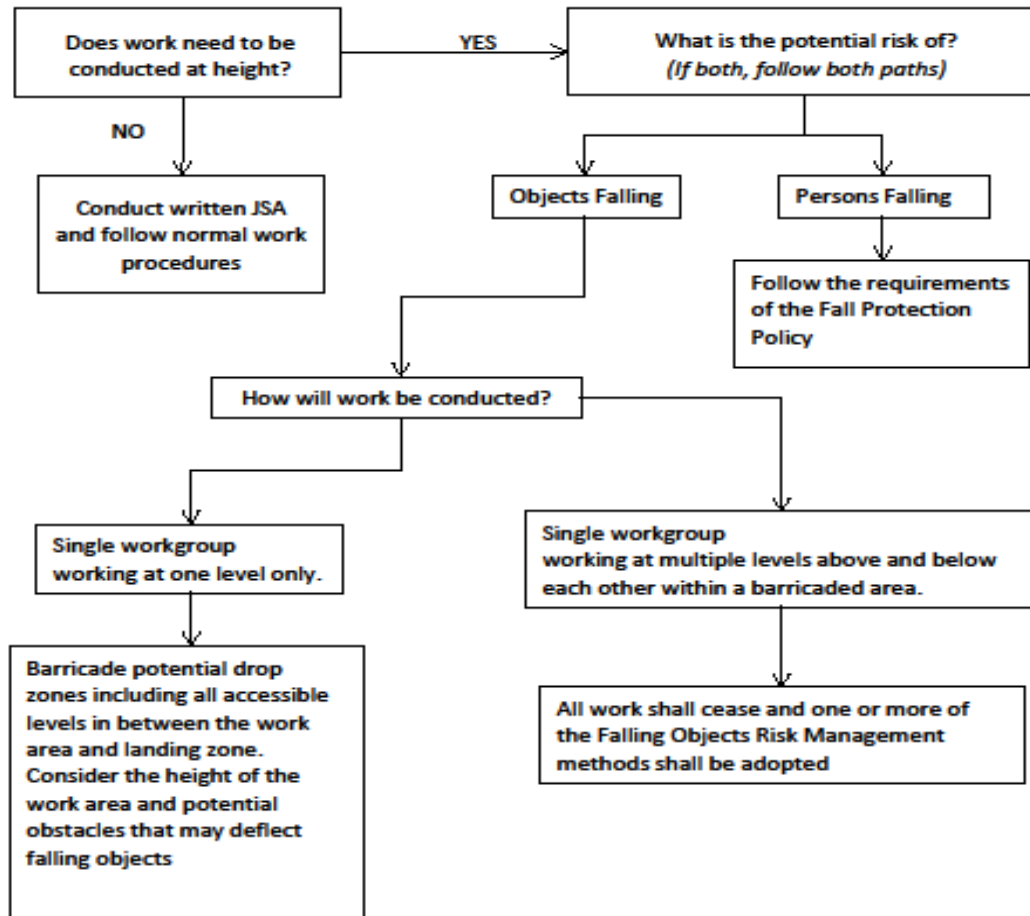 Does work need to be
conducted at height?
YES
What is the potential risk of?
(If both, follow both paths)
NO
Conduct written JSA
and follow normal work
procedures
Objects Falling
Persons Falling
Follow the requirements
of the Fall Protection
Policy
How will work be conducted?
Single workgroup
working at one level only.
Single workgroup
working at multiple levels above and below
each other within a barricaded area.
Barricade potential drop
zones including all accessible
levels in between the work
area and landing zone.
Consider the height of the
work area and potential
obstacles that may deflect
falling objects
All work shall cease and one or more of
the Falling Objects Risk Management
methods shall be adopted